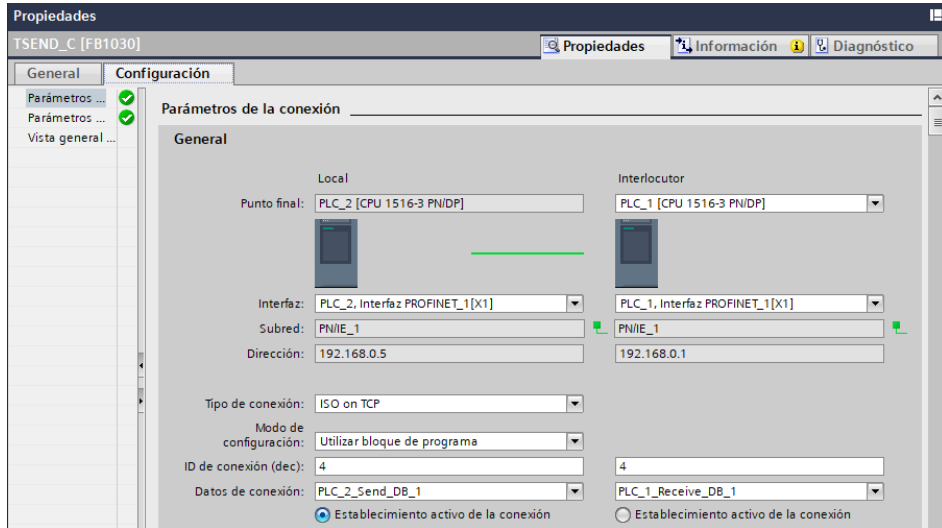 Propiedades
TSEND_C [FB1030]
Propiedades Información Diagnóstico
General Configuración
Parámetros ...
Parámetros ...
Vista general ...
Parámetros de la conexión
General
Local Interlocutor
Punto final: PLC_2 [CPU 1516-3 PN/DP] PLC_1 [CPU 1516-3 PN/DP]
Interfaz: PLC_2, Interfaz PROFINET_1[X1] PLC_1, Interfaz PROFINET_1[X1]
Subred: PN/IE_1 PN/IE_1
Dirección: 192.168.0.5 192.168.0.1
Tipo de conexión: ISO on TCP
Modo de
configuración: Utilizar bloque de programa
ID de conexión (dec): 4 4
Datos de conexión: PLC_2_Send_DB_1 PLC_1_Receive_DB_1
Establecimiento activo de la conexión Establecimiento activo de la conexión